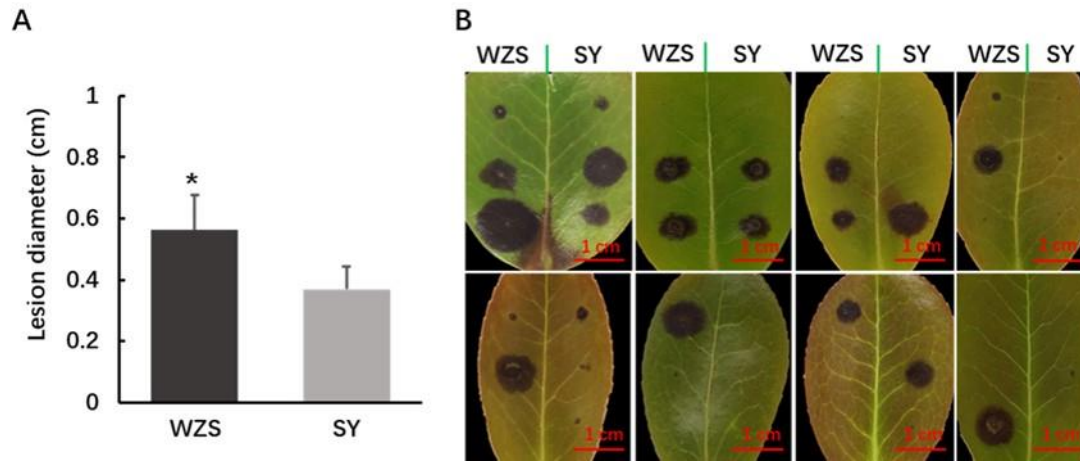 A
B
WZS SY WZS SY WZS SY WZS SY
Lesion diameter (cm)
1
0.8
0.6
0.4
0.2
0
*
WZS SY
1 cm 1 cm 1 cm 1 cm
1 cm 1 cm 1 cm 1 cm